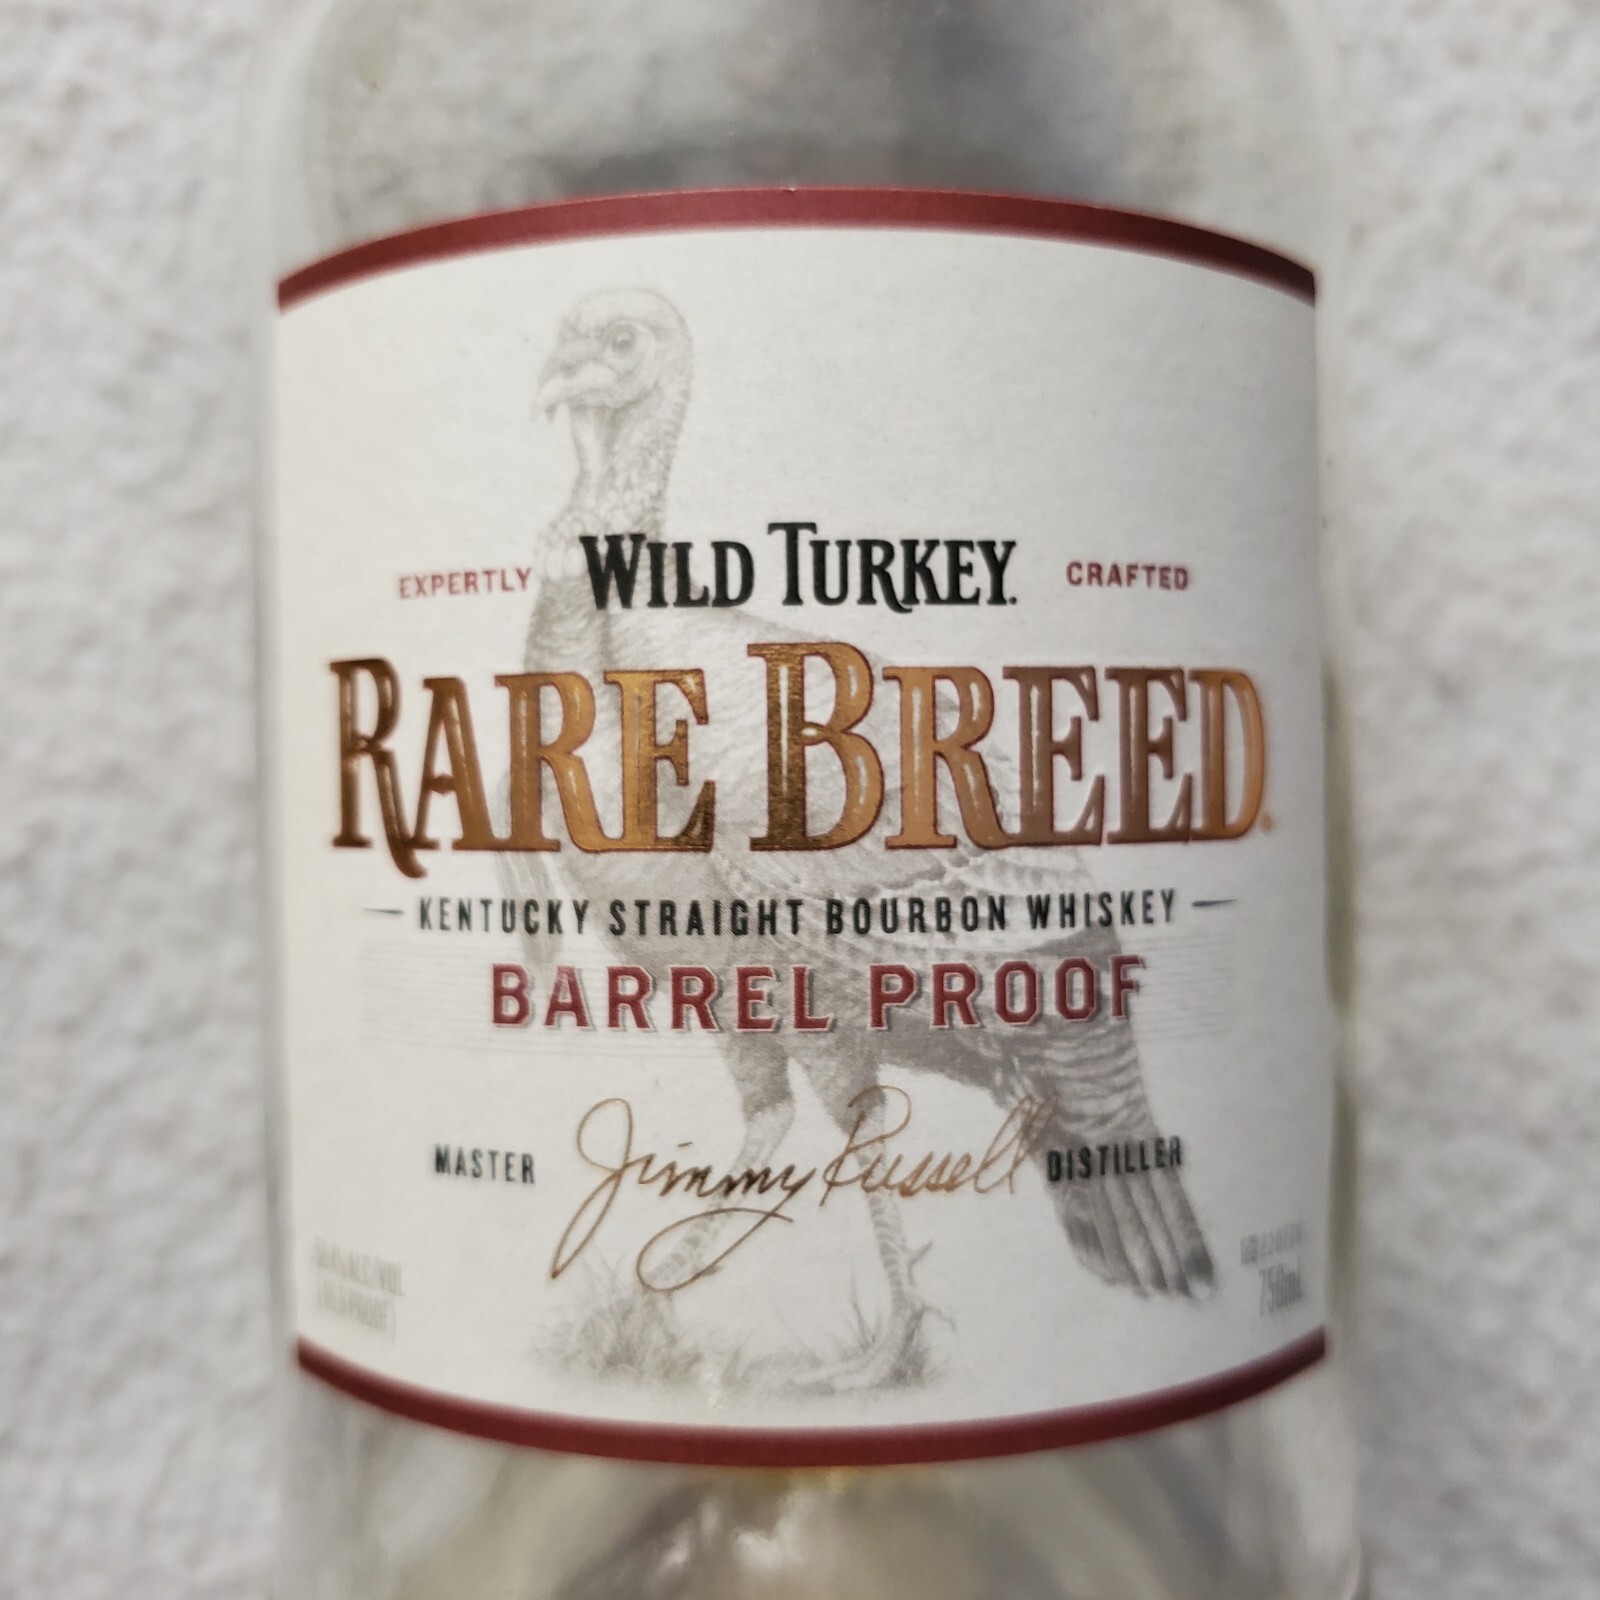 EXPERTLY WILD TURKEY. CRAFTED
RARE BREED.
KENTUCKY STRAIGHT BOURBON WHISKEY
BARREL PROOF
MASTER Jimmy Russell DISTILLER
750mL